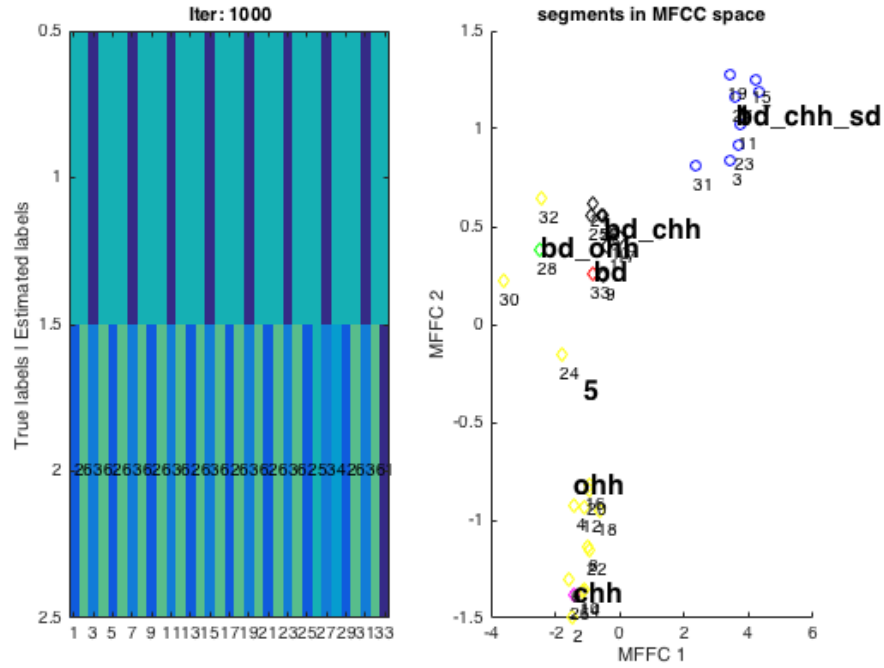 Iter: 1000
segments in MFCC space
True labels | Estimated labels
0.5
1
1.5
2
2.5
1 3 5 7 9 11 13 15 17 19 21 23 25 27 29 31 33
MFFC 2
1.5
1
0.5
0
-0.5
-1
-1.5
-4 -2 0 2 4 6
MFFC 1
19
15
bd_chh_sd
11
23
3
31
32
bd_chh
25
bd_ohh
28
bd
33
9
30
24
5
ohh
16
20
4
12
18
22
chh
2